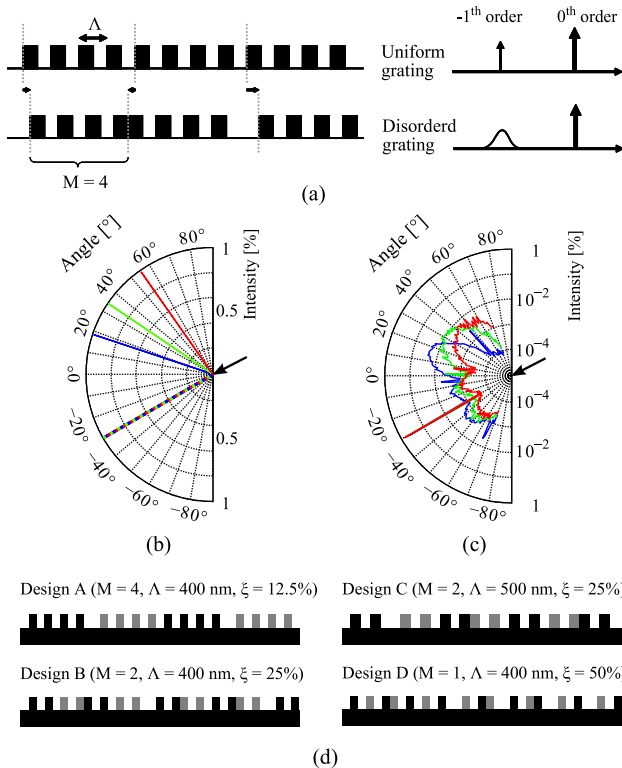 Λ
M = 4
-1th order
0th order
Uniform
grating
Disorderd
grating
(a)
Angle [°]
80°
60°
40°
20°
0°
−20°
−40°
−60°
−80°
1
0.5
0.5
1
Intensity [%]
(b)
Angle [°]
80°
60°
40°
20°
0°
−20°
−40°
−60°
−80°
1
10−2
10−4
10−4
10−2
1
Intensity [%]
(c)
Design A (M = 4, Λ = 400 nm, ξ = 12.5%)
Design C (M = 2, Λ = 500 nm, ξ = 25%)
Design B (M = 2, Λ = 400 nm, ξ = 25%)
Design D (M = 1, Λ = 400 nm, ξ = 50%)
(d)